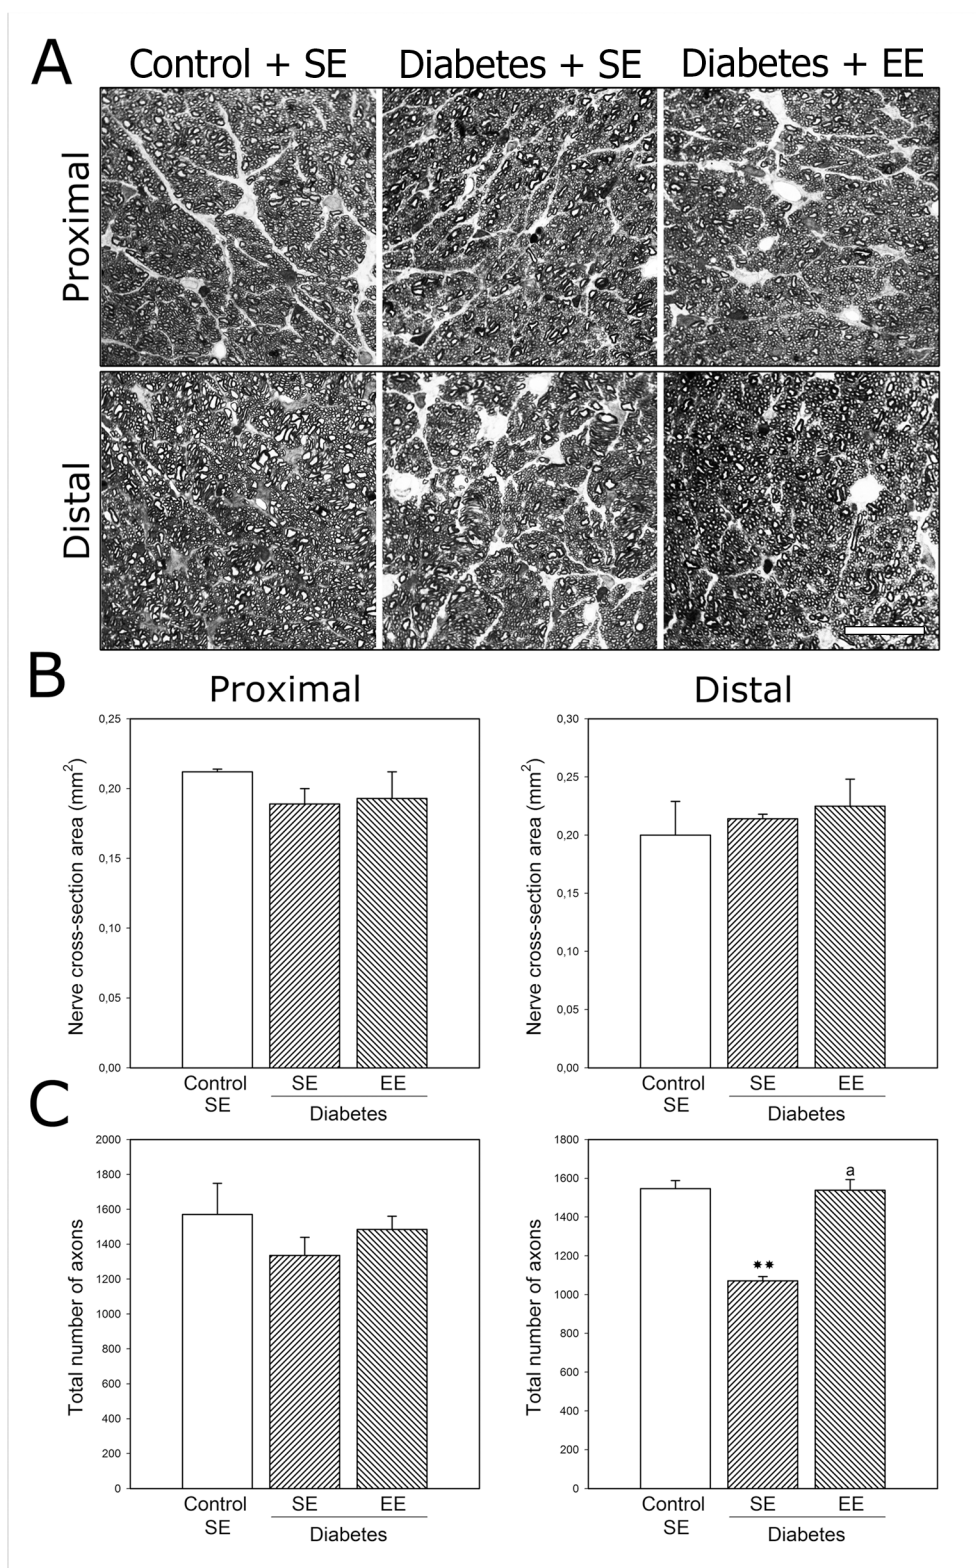 A
Control + SE
Diabetes + SE
Diabetes + EE
Proximal
Distal
B
Proximal
Distal
Nerve cross-section area (mm²)
0,25
0,20
0,15
0,10
0,05
0,00
Control
SE
SE
EE
Diabetes
Nerve cross-section area (mm²)
0,30
0,25
0,20
0,15
0,10
0,05
0,00
Control
SE
SE
EE
Diabetes
C
Total number of axons
2000
1800
1600
1400
1200
1000
800
600
400
200
0
Control
SE
SE
EE
Diabetes
Total number of axons
1800
1600
1400
1200
1000
800
600
400
200
0
**
a
Control
SE
SE
EE
Diabetes